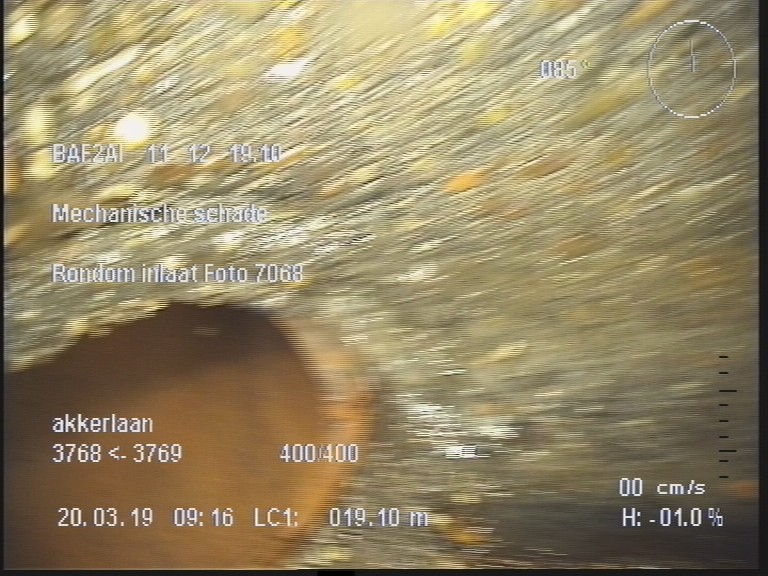 085°
BAE2AI 11 12 19.10
Mechanische schade
Rondom inlaat Foto 7068
akkerlaan
3768 <- 3769 400/400
00 cm/s
20.03.19 09:16 LC1: 019.10 m H: -01.0 %